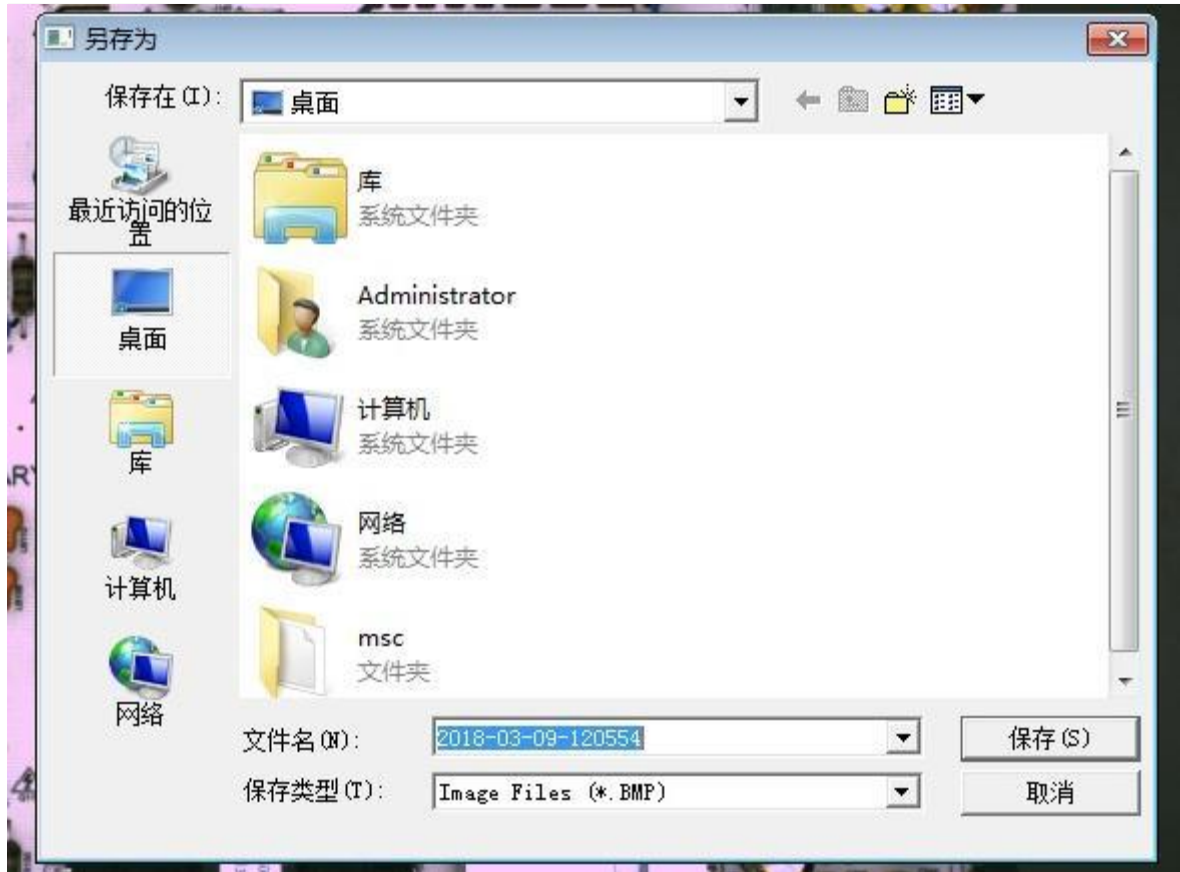 另存为
保存在(I):
桌面
最近访问的位
置
桌面
库
计算机
网络
库
系统文件夹
Administrator
系统文件夹
计算机
系统文件夹
网络
系统文件夹
msc
文件夹
文件名(N):
2018-03-09-120554
保存(S)
保存类型(T):
Image Files (*.BMP)
取消